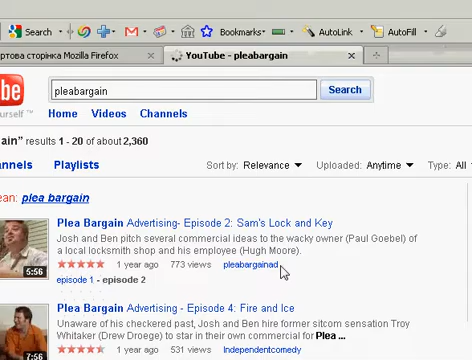 Search
Bookmarks
AutoLink
AutoFill
ртова сторінка Mozilla Firefox
YouTube - pleabargain
be
ourself ™
pleabargain
Search
Home Videos Channels
ain” results 1 - 20 of about 2,360
annels Playlists
Sort by: Relevance Uploaded: Anytime Type: All
ean: plea bargain
Plea Bargain Advertising- Episode 2: Sam's Lock and Key
Josh and Ben pitch several commercial ideas to the wacky owner (Paul Goebel) of
a local locksmith shop and his employee (Hugh Moore).
5:56
1 year ago 773 views pleabargainad
episode 1 - episode 2
Plea Bargain Advertising - Episode 4: Fire and Ice
Unaware of his checkered past, Josh and Ben hire former sitcom sensation Troy
Whitaker (Drew Droege) to star in their own commercial for Plea ...
7:56
1 year ago 531 views Independentcomedy